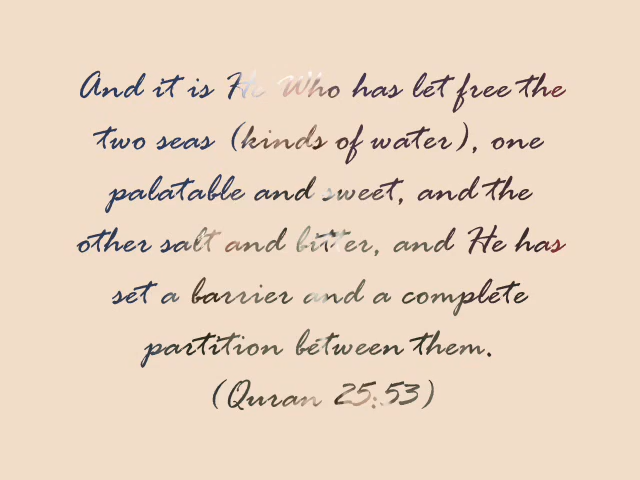 And it is He Who has let free the
two seas (kinds of water), one
palatable and sweet, and the
other salt and bitter, and He has
set a barrier and a complete
partition between them.
(Quran 25:53)